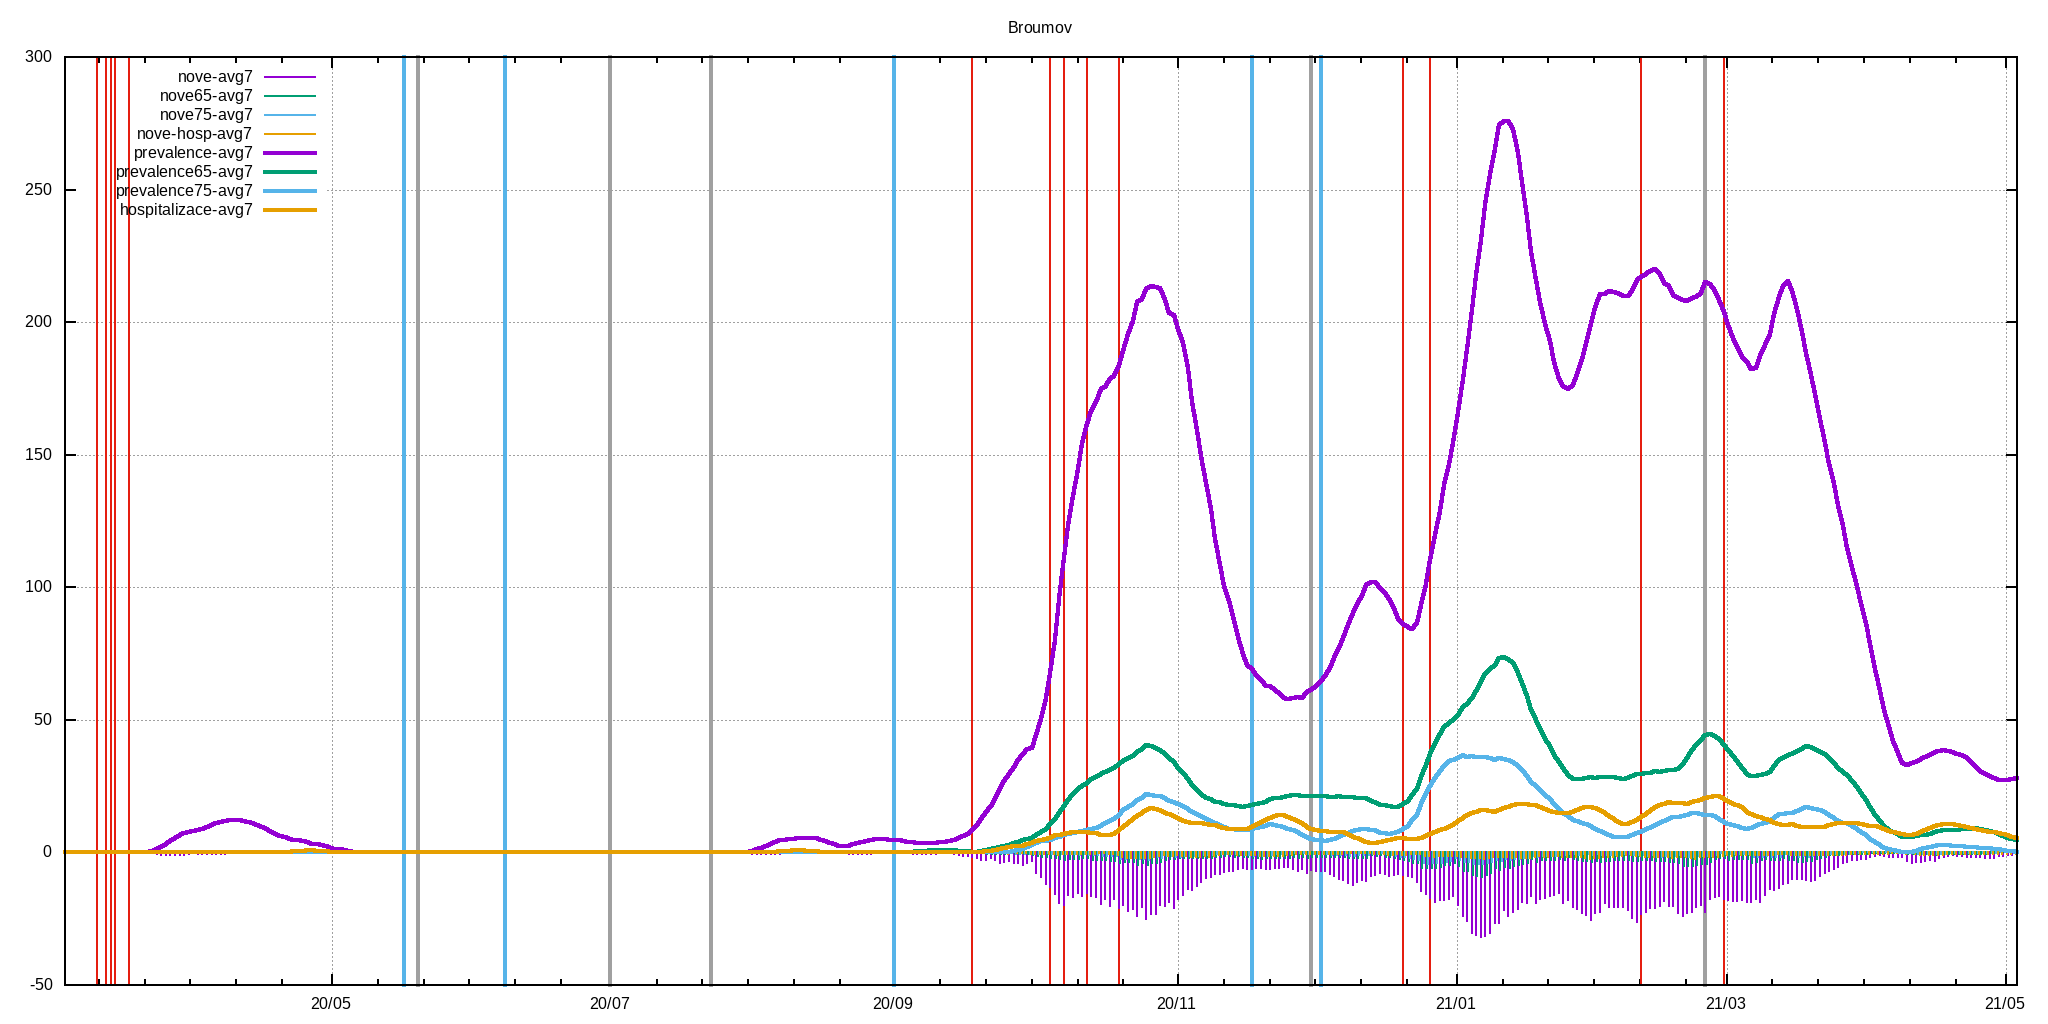 Broumov
300
250
200
150
100
50
0
-50
nove-avg7
nove65-avg7
nove75-avg7
nove-hosp-avg7
prevalence-avg7
prevalence65-avg7
prevalence75-avg7
hospitalizace-avg7
20/05 20/07 20/09 20/11 21/01 21/03 21/05